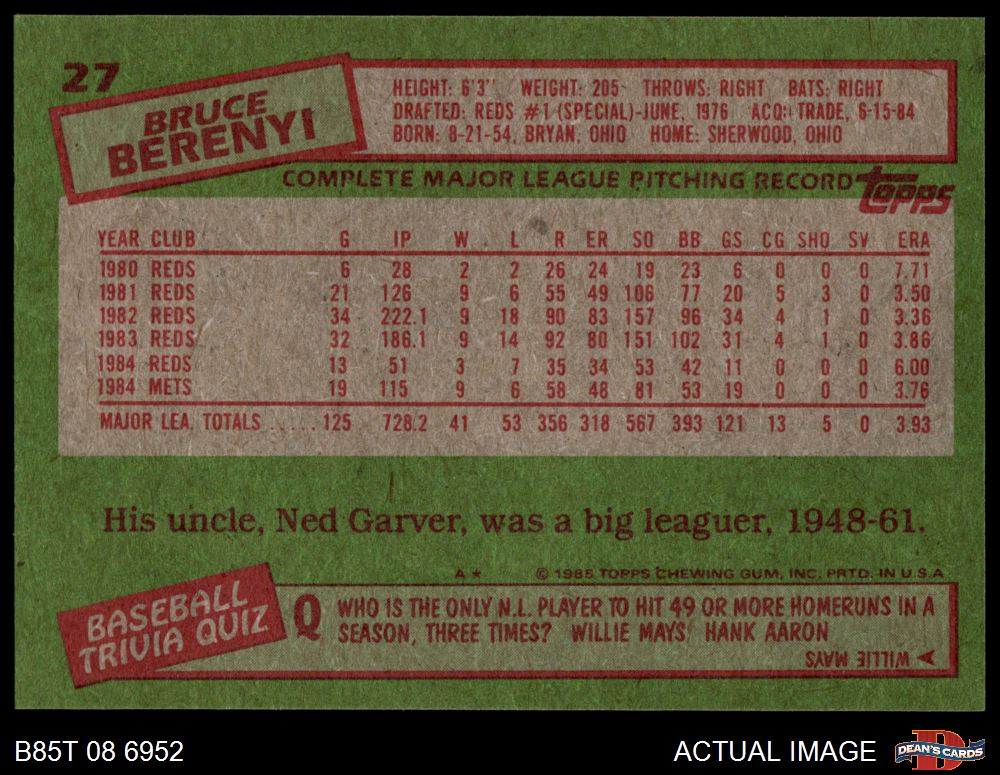 27
BRUCE
BERENYI
HEIGHT: 6'3" WEIGHT: 205 THROWS: RIGHT BATS: RIGHT
DRAFTED: REDS #1 (SPECIAL)-JUNE, 1976 ACQ: TRADE, 6-15-84
BORN: 8-21-54, BRYAN, OHIO HOME: SHERWOOD, OHIO
COMPLETE MAJOR LEAGUE PITCHING RECORD topps
YEAR CLUB G IP W L R ER SO BB GS CG SHO SV ERA
1980 REDS 6 28 2 2 26 24 19 23 6 0 0 0 7.71
1981 REDS 21 126 9 6 55 49 106 77 20 5 3 0 3.50
1982 REDS 34 222.1 9 18 90 83 157 96 34 4 1 0 3.36
1983 REDS 32 186.1 9 14 92 80 151 102 31 4 1 0 3.86
1984 REDS 13 51 3 7 35 34 53 42 11 0 0 0 6.00
1984 METS 19 115 9 6 58 48 81 53 19 0 0 0 3.76
MAJOR LEA. TOTALS ..... 125 728.2 41 53 356 318 567 393 121 13 5 0 3.93
His uncle, Ned Garver, was a big leaguer, 1948-61.
A* © 1985 TOPPS CHEWING GUM, INC. PRTD. IN U.S.A
BASEBALL
TRIVIA QUIZ
Q WHO IS THE ONLY N.L. PLAYER TO HIT 49 OR MORE HOMERUNS IN A
SEASON, THREE TIMES? WILLIE MAYS HANK AARON
WILLIE MAYS
B85T 08 6952
ACTUAL IMAGE
DEAN'S CARDS